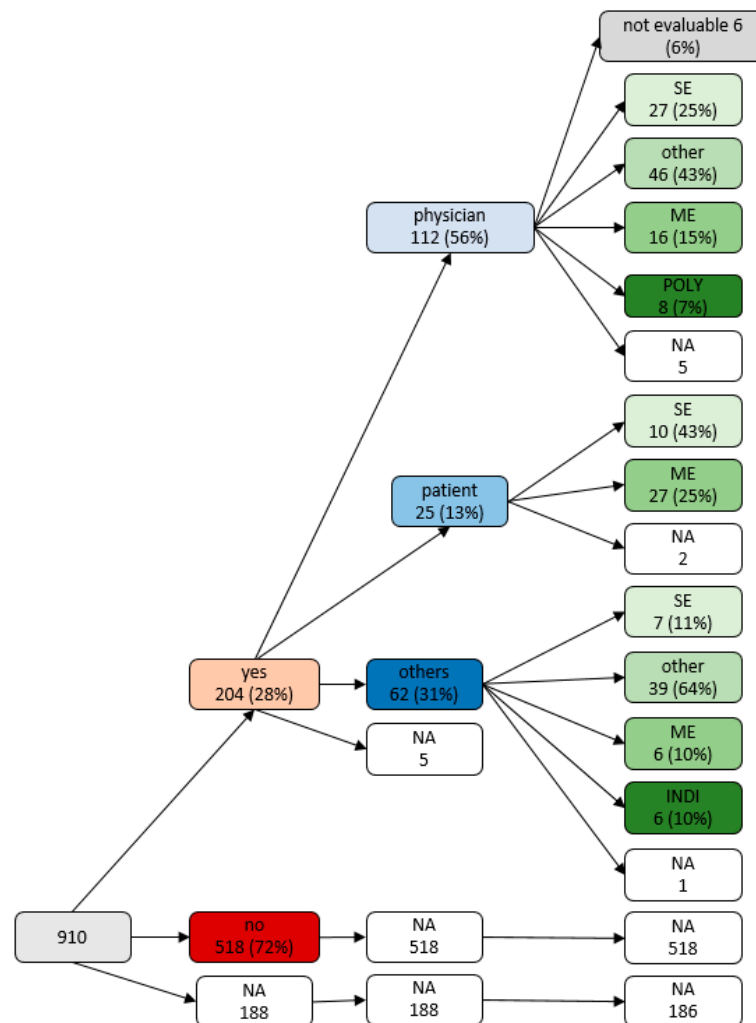 not evaluable 6
(6%)
SE
27 (25%)
other
46 (43%)
physician
112 (56%)
ME
16 (15%)
POLY
8 (7%)
NA
5
SE
10 (43%)
patient
25 (13%)
ME
27 (25%)
NA
2
SE
7 (11%)
yes
204 (28%)
others
62 (31%)
other
39 (64%)
NA
5
ME
6 (10%)
INDI
6 (10%)
NA
1
910
no
518 (72%)
NA
518
NA
518
NA
188
NA
188
NA
186